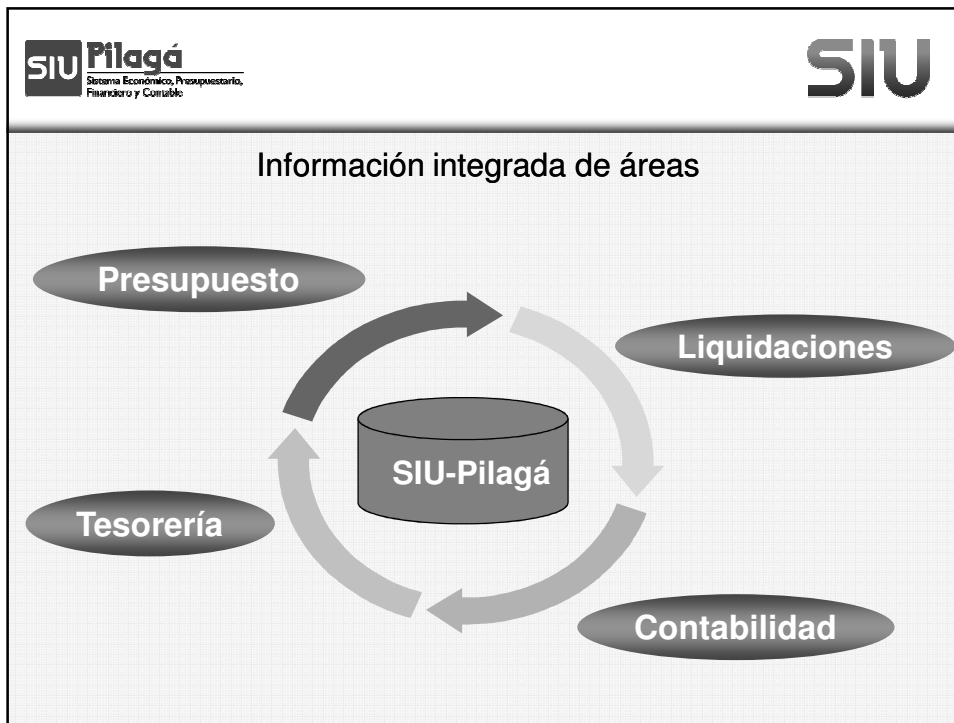 SIU
Pilagá
Sistema Económico, Presupuestario,
Financiero y Contable
SIU
Información integrada de áreas
Presupuesto
Liquidaciones
SIU-Pilagá
Tesorería
Contabilidad